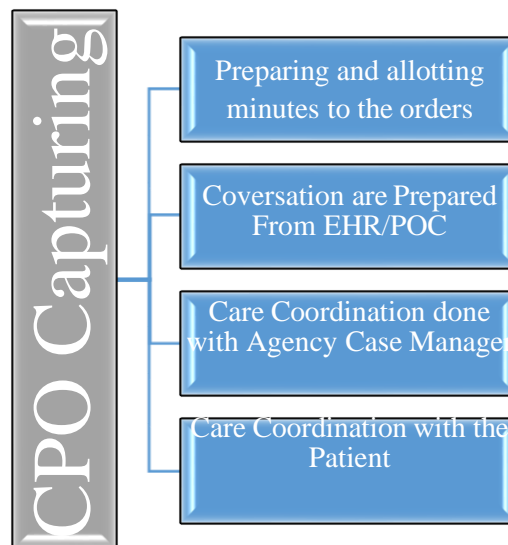 CPO Capturing
Preparing and allotting
minutes to the orders
Coversation are Prepared
From EHR/POC
Care Coordination done
with Agency Case Manager
Care Coordination with the
Patient